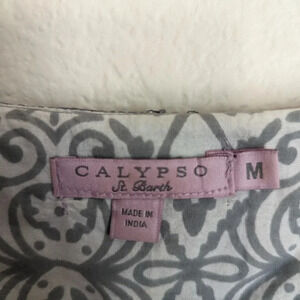 CALYPSO
St. Barth
M
MADE IN
INDIA